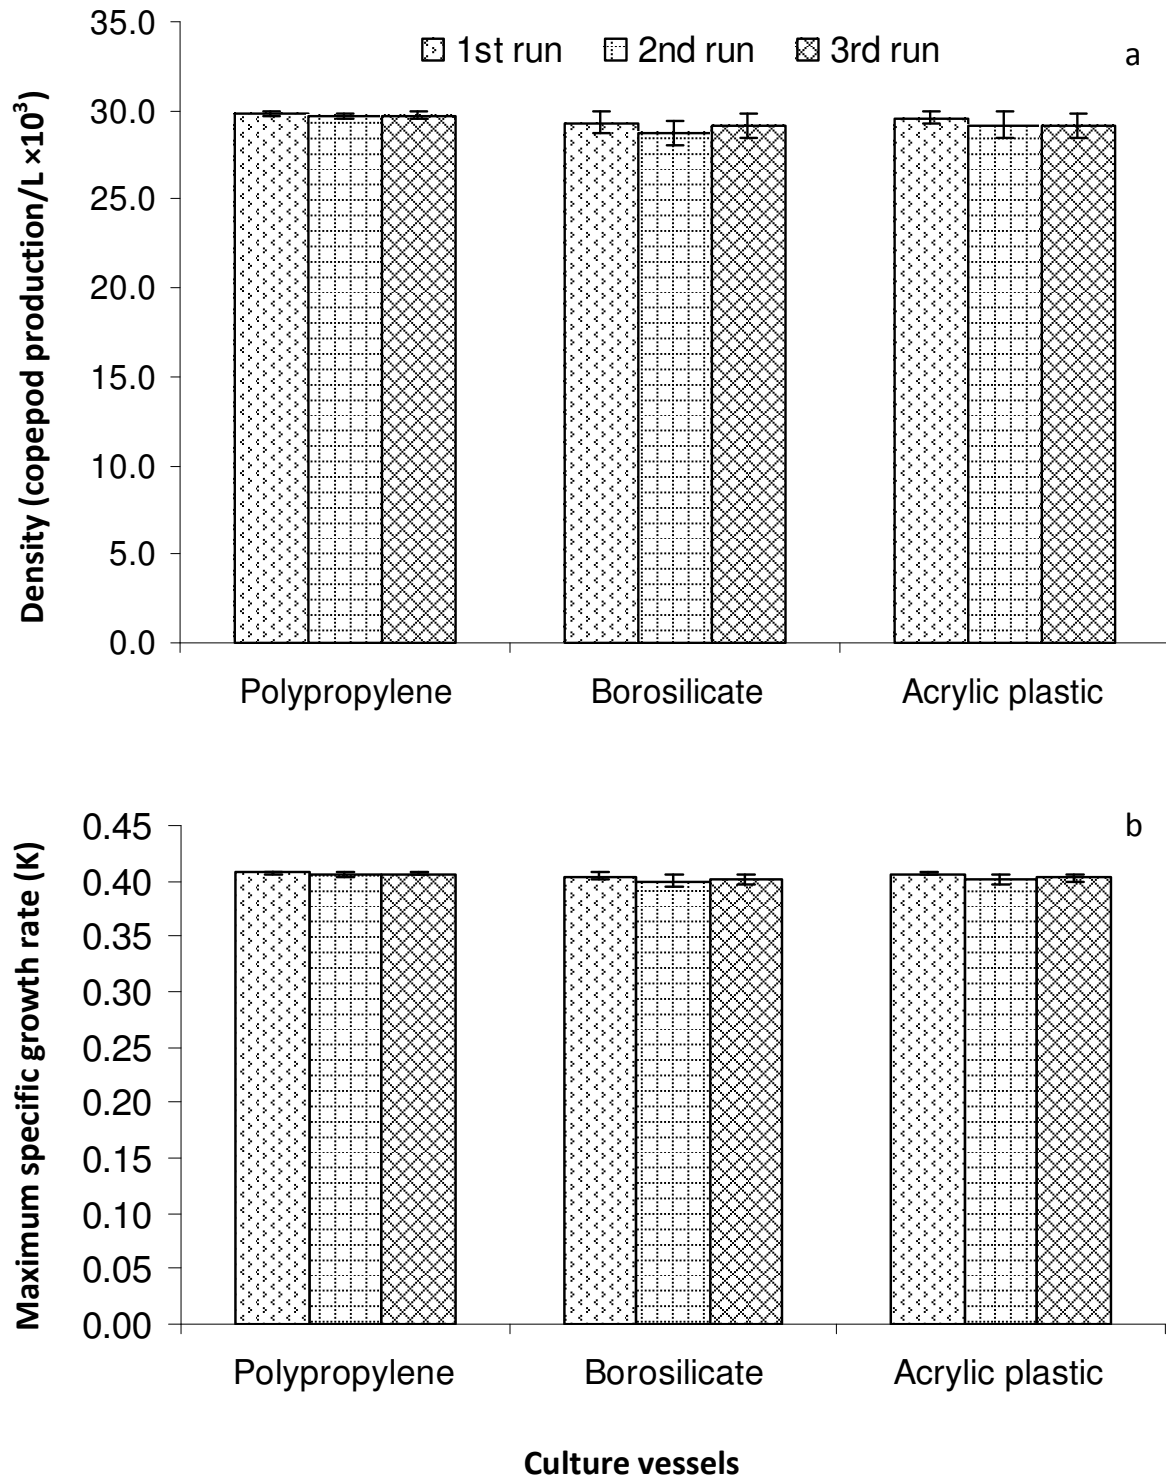 35.0
1st run 2nd run 3rd run
a
30.0
25.0
20.0
15.0
10.0
5.0
0.0
Density (copepod production/L ×10³)
Polypropylene Borosilicate Acrylic plastic
0.45
b
0.40
0.35
0.30
0.25
0.20
0.15
0.10
0.05
0.00
Maximum specific growth rate (K)
Polypropylene Borosilicate Acrylic plastic
Culture vessels